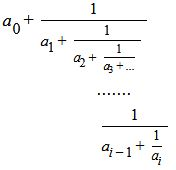 a₀ + 1
a₁ + 1
a₂ + 1
a₃ + ...
.......
1
aᵢ₋₁ + 1
aᵢ